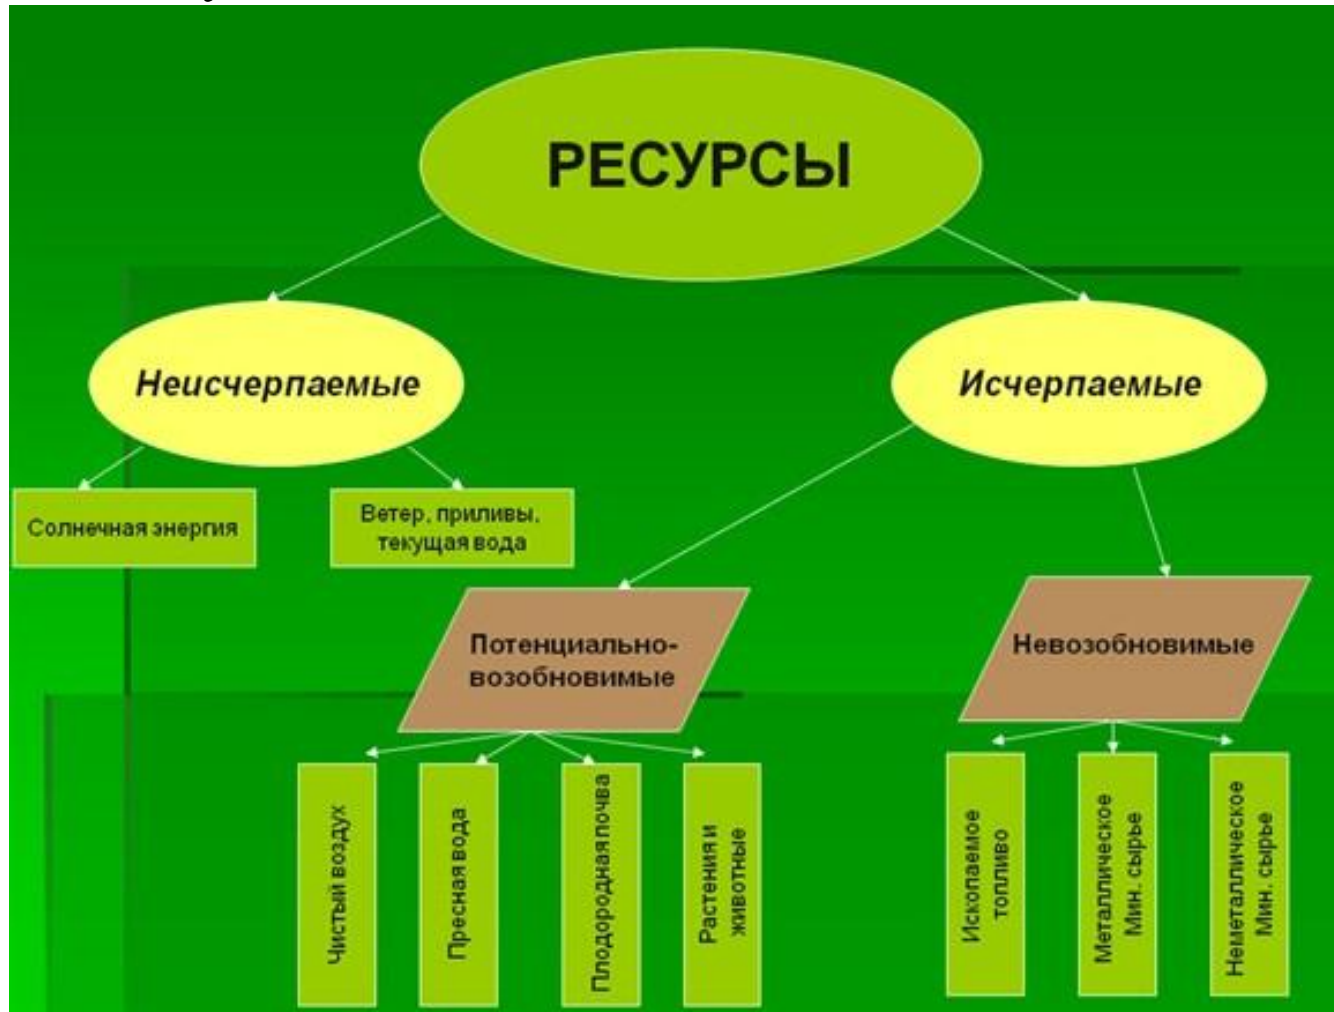 РЕСУРСЫ
Неисчерпаемые
Исчерпаемые
Солнечная энергия
Ветер, приливы,
текущая вода
Потенциально-
возобновимые
Невозобновимые
Чистый воздух
Пресная вода
Плодородная почва
Растения и
животные
Ископаемое
топливо
Металлическое
Мин. сырье
Неметаллическое
Мин. сырье